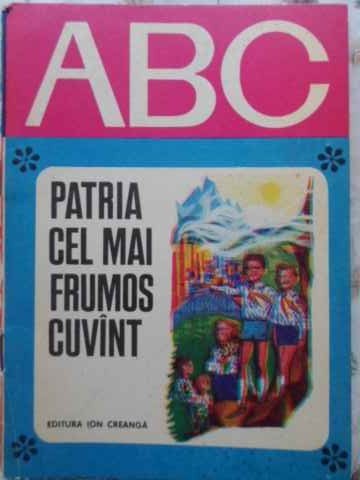 ABC
PATRIA
CEL MAI
FRUMOS
CUVÎNT
EDITURA ION CREANGĂ